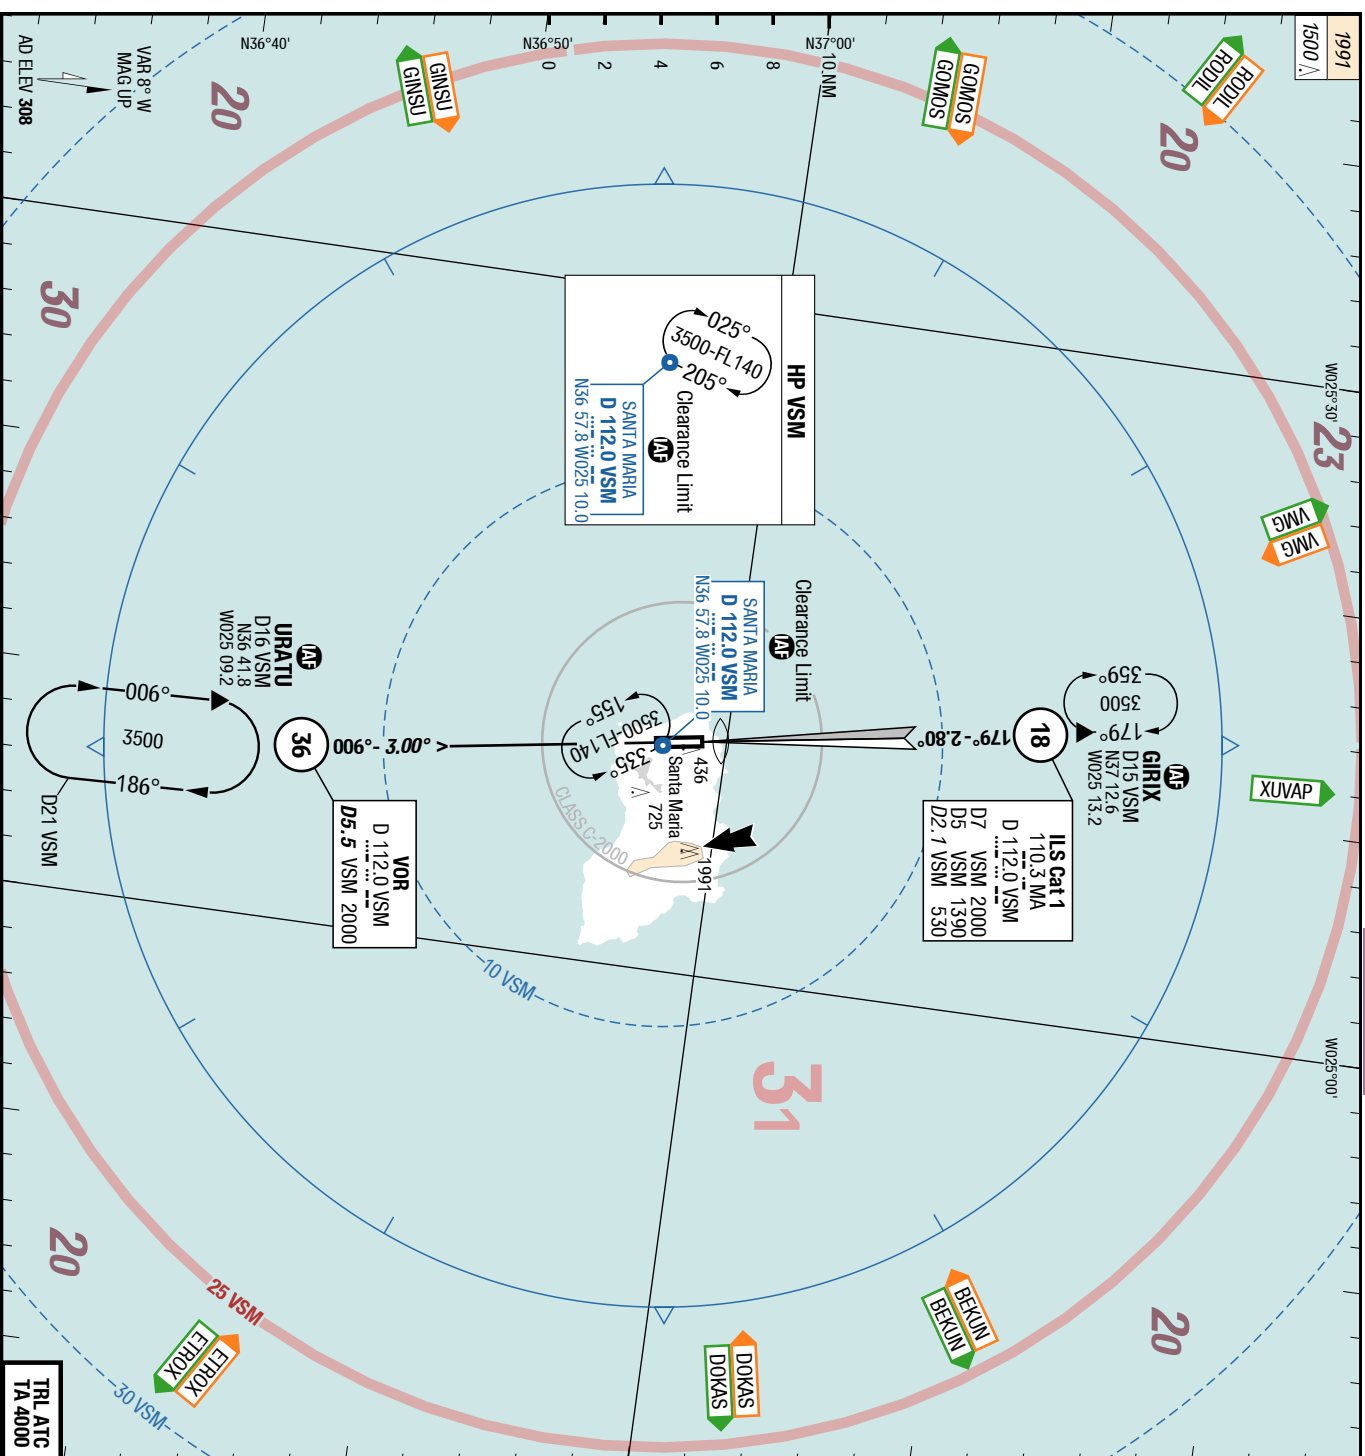 1991
1500
RODIL
RODIL
20
GOMOS
GOMOS
N37°00'
10 NM
8
6
4
2
0
N36°50'
GINSU
GINSU
N36°40'
20
VAR 8° W
MAG UP
AD ELEV 308
W025°30'
23
VMG
VMG
30
HP VSM
025°
3500-FL140
205°
Clearance Limit
IAF
SANTA MARIA
D 112.0 VSM
N36 57.8 W025 10.0
Clearance Limit
IAF
SANTA MARIA
D 112.0 VSM
N36 57.8 W025 10.0
359°
3500
179°
IAF
GIRIX
D15 VSM
N37 12.6
W025 13.2
XUVAP
18
179°-2.80°
ILS Cat 1
110.3 MA
D 112.0 VSM
D7 VSM 2000
D5 VSM 1390
D2.1 VSM 530
155°
3500-FL140
335°
436
Santa Maria
725
1991
CLASS C-2000
IAF
URATU
D16 VSM
N36 41.8
W025 09.2
006°
3500
186°
D21 VSM
36
006°- 3.00°
VOR
D 112.0 VSM
D5.5 VSM 2000
10 VSM
31
W025°00'
20
BEKUN
BEKUN
DOKAS
DOKAS
20
25 VSM
ETROX
ETROX
30 VSM
TRL ATC
TA 4000